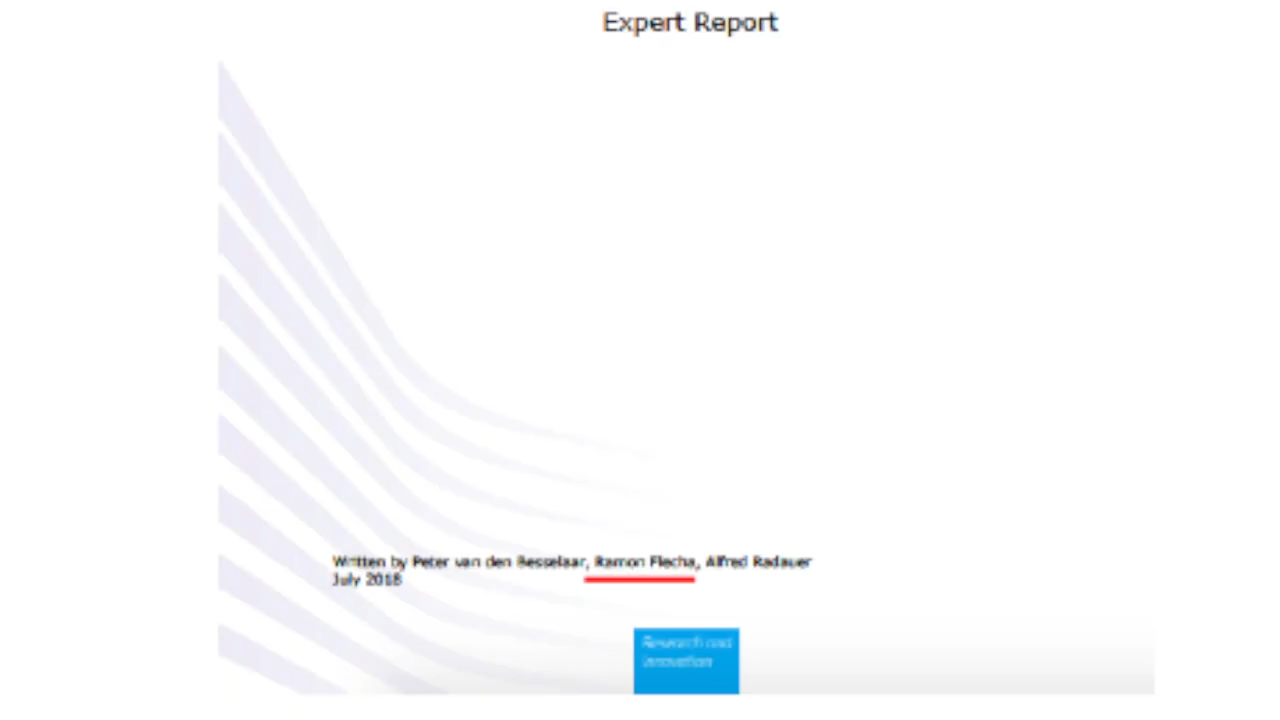 Expert Report
Written by Peter van den Besselaar, Ramon Flecha, Alfred Radauer
July 2018
Research and
Innovation